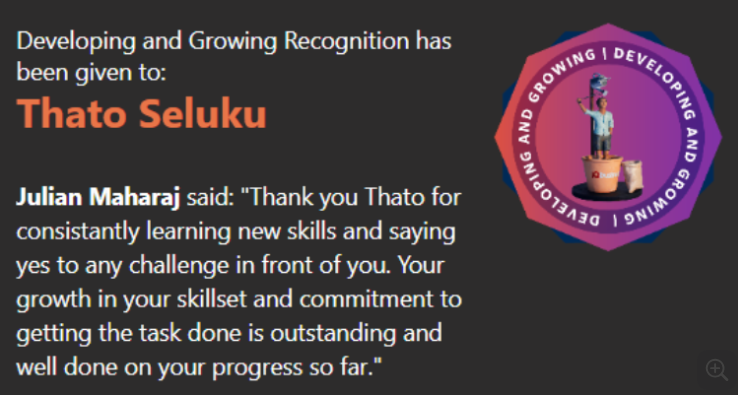 Developing and Growing Recognition has
been given to:
Thato Seluku
Julian Maharaj said: "Thank you Thato for
consistantly learning new skills and saying
yes to any challenge in front of you. Your
growth in your skillset and commitment to
getting the task done is outstanding and
well done on your progress so far."
DEVELOPING AND GROWING | DEVELOPING AND GROWING | DEVELOPING AND GROWING |